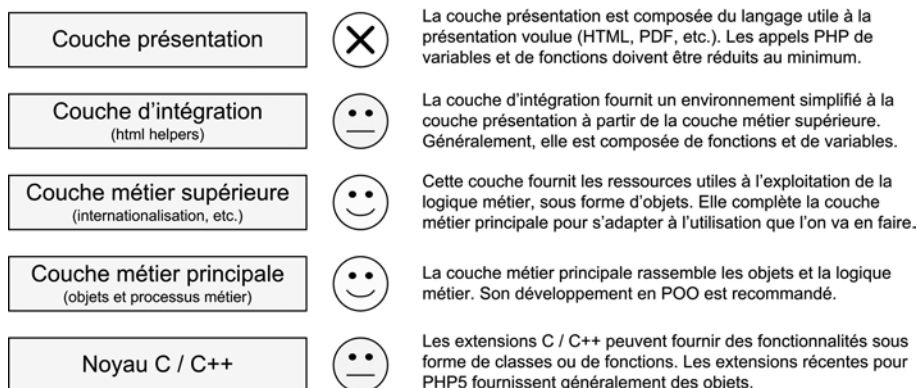 Couche présentation
La couche présentation est composée du langage utile à la
présentation voulue (HTML, PDF, etc.). Les appels PHP de
variables et de fonctions doivent être réduits au minimum.
Couche d'intégration
(html helpers)
La couche d'intégration fournit un environnement simplifié à la
couche présentation à partir de la couche métier supérieure.
Généralement, elle est composée de fonctions et de variables.
Couche métier supérieure
(internationalisation, etc.)
Cette couche fournit les ressources utiles à l'exploitation de la
logique métier, sous forme d'objets. Elle complète la couche
métier principale pour s'adapter à l'utilisation que l'on va en faire.
Couche métier principale
(objets et processus métier)
La couche métier principale rassemble les objets et la logique
métier. Son développement en POO est recommandé.
Noyau C / C++
Les extensions C / C++ peuvent fournir des fonctionnalités sous
forme de classes ou de fonctions. Les extensions récentes pour
PHP5 fournissent généralement des objets.